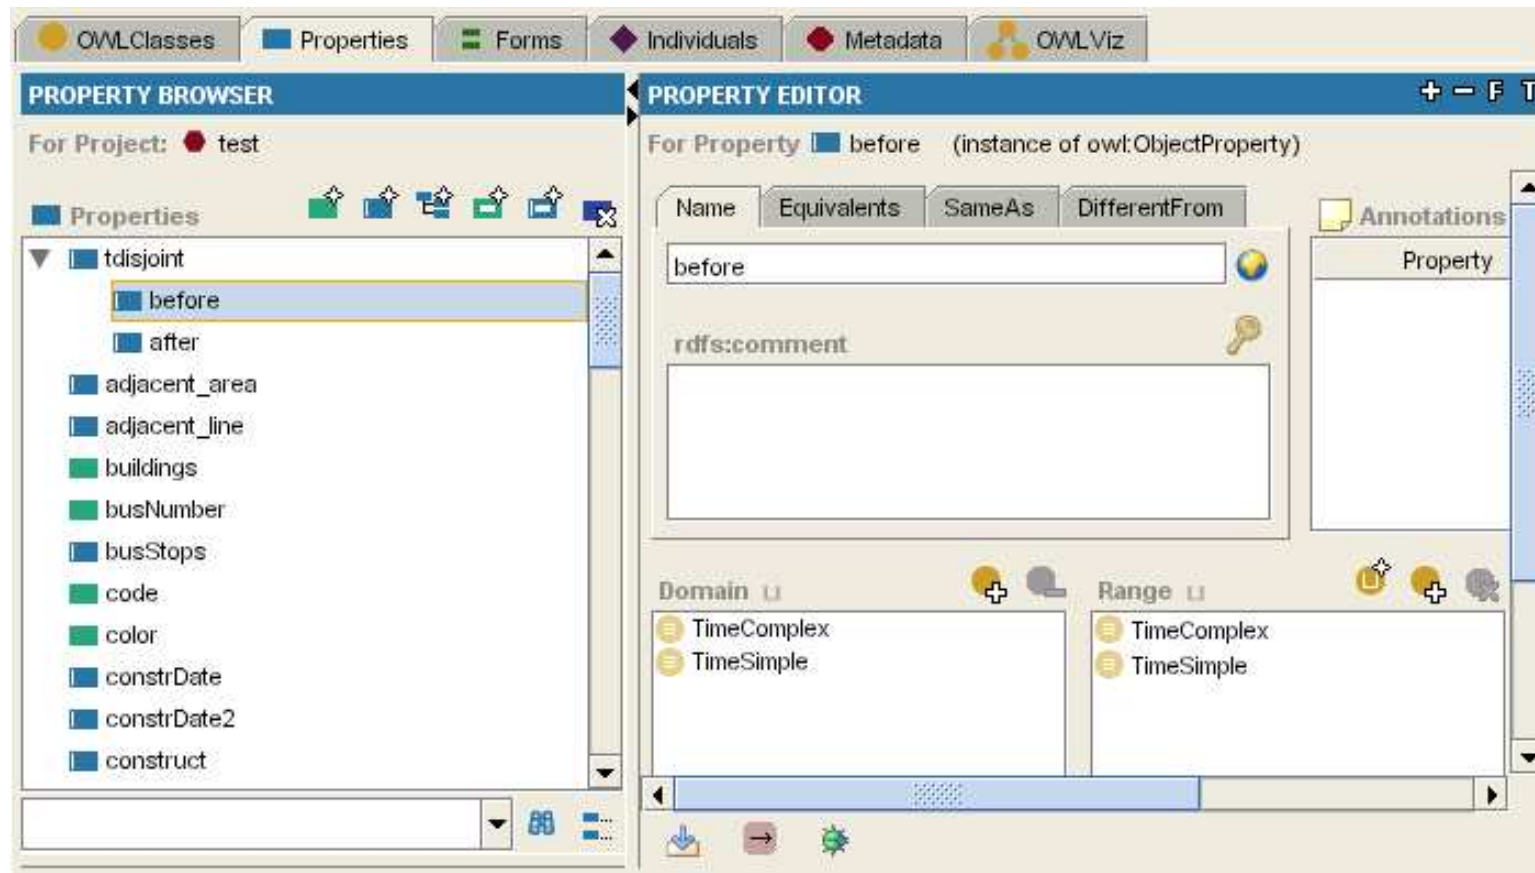 OWLClasses Properties Forms Individuals Metadata OWLViz
PROPERTY BROWSER
For Project: test
Properties
tdisjoint
before
after
adjacent_area
adjacent_line
buildings
busNumber
busStops
code
color
constrDate
constrDate2
construct
PROPERTY EDITOR
F T
For Property before (instance of owl:ObjectProperty)
Name Equivalents SameAs DifferentFrom
before
rdfs:comment
Annotations
Property
Domain
TimeComplex
TimeSimple
Range
TimeComplex
TimeSimple